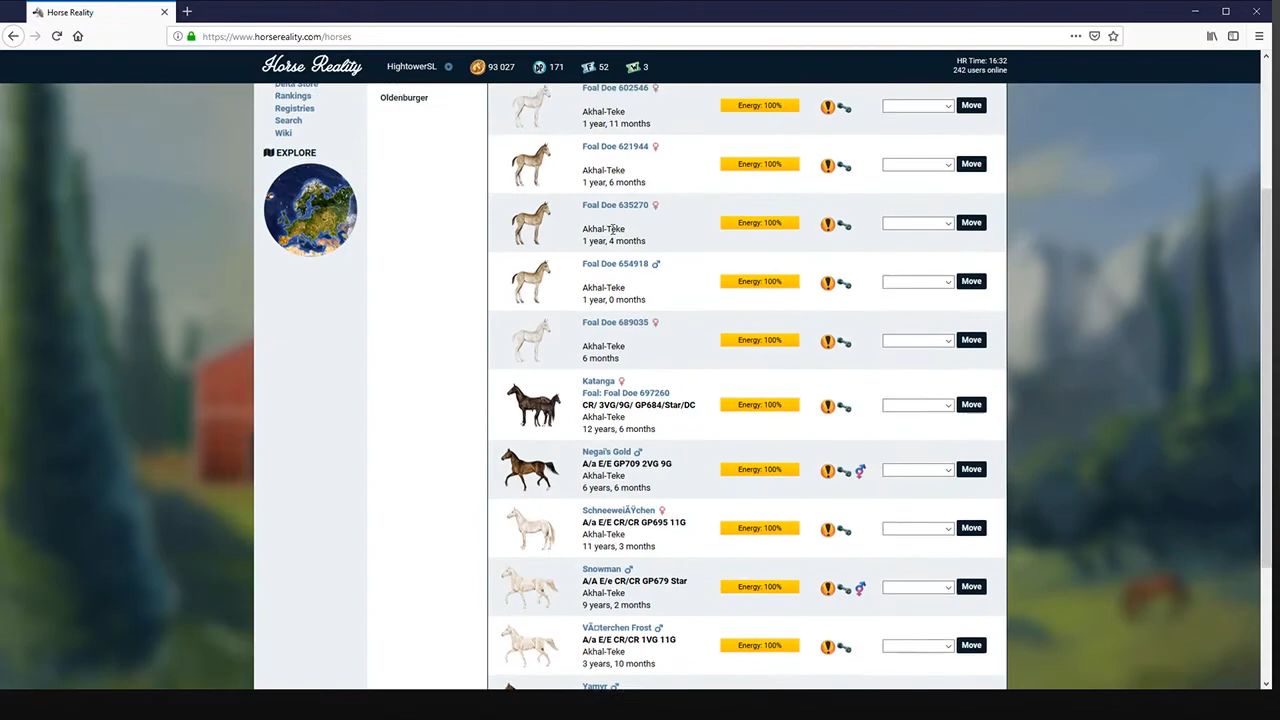 Horse Reality
https://www.horsereality.com/horses
Horse Reality
HightowerSL
93 027
171
52
3
HR Time: 16:32
242 users online
Delta Store
Rankings
Registries
Search
Wiki
EXPLORE
Oldenburger
Foal Doe 602546
Akhal-Teke
1 year, 11 months
Energy: 100%
Move
Foal Doe 621944
Akhal-Teke
1 year, 6 months
Energy: 100%
Move
Foal Doe 635270
Akhal-Teke
1 year, 4 months
Energy: 100%
Move
Foal Doe 654918
Akhal-Teke
1 year, 0 months
Energy: 100%
Move
Foal Doe 689035
Akhal-Teke
6 months
Energy: 100%
Move
Katanga
Foal: Foal Doe 697260
CR/ 3VG/9G/ GP684/Star/DC
Akhal-Teke
12 years, 6 months
Energy: 100%
Move
Negai's Gold
A/a E/E GP709 2VG 9G
Akhal-Teke
6 years, 6 months
Energy: 100%
Move
SchneeweiÃŸchen
A/a E/E CR/CR GP695 11G
Akhal-Teke
11 years, 3 months
Energy: 100%
Move
Snowman
A/A E/e CR/CR GP679 Star
Akhal-Teke
9 years, 2 months
Energy: 100%
Move
VÃ¤terchen Frost
A/a E/E CR/CR 1VG 11G
Akhal-Teke
3 years, 10 months
Energy: 100%
Move
Yamyr